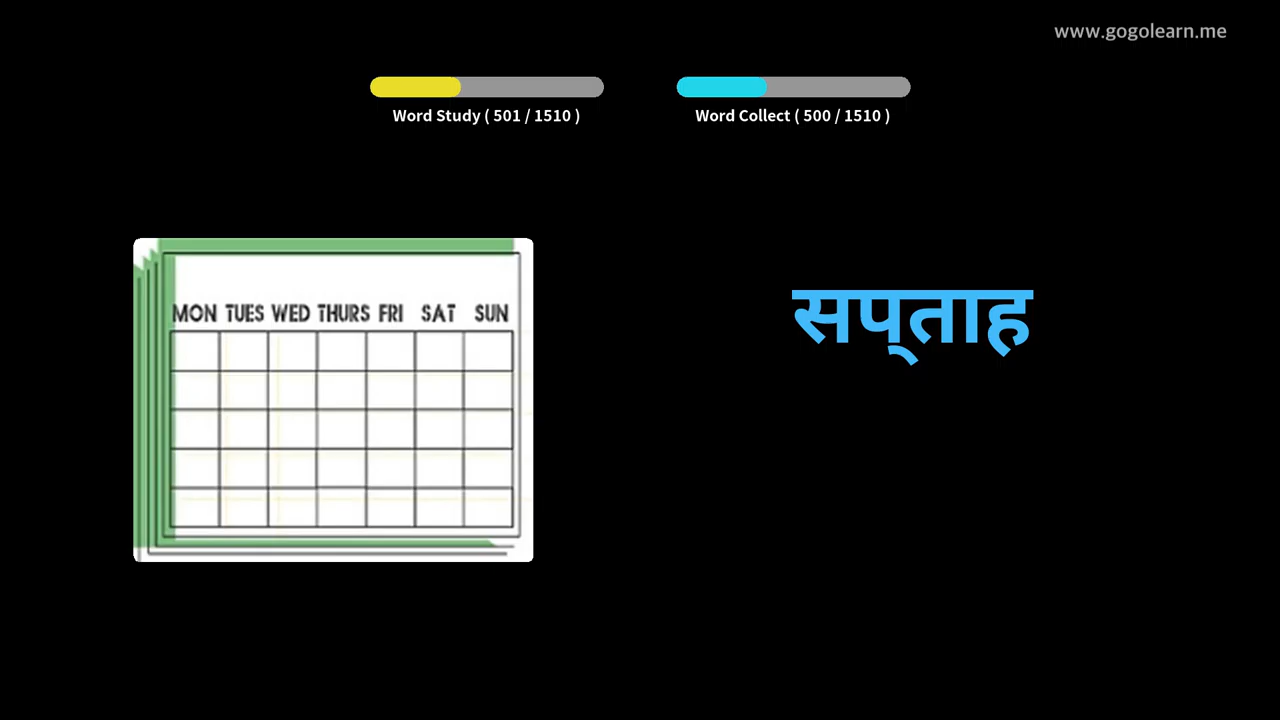 www.gogolearn.me
Word Study ( 501 / 1510 )
Word Collect ( 500 / 1510 )
MON TUES WED THURS FRI SAT SUN
सप्ताह